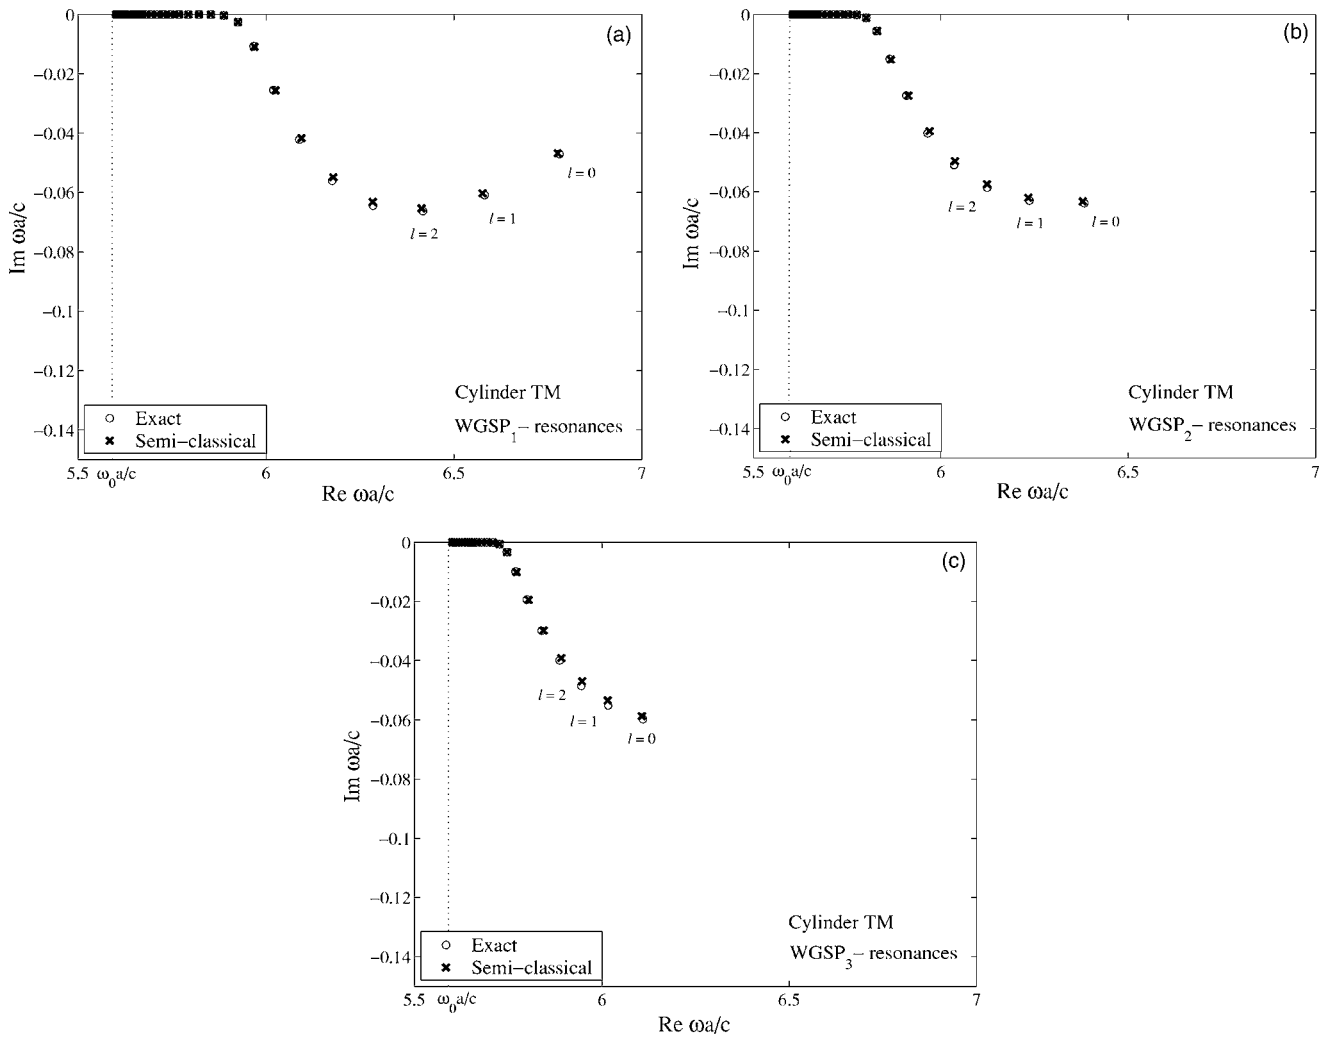 (a)
0
−0.02
−0.04
−0.06
−0.08
−0.1
−0.12
−0.14
Im ωa/c
l = 0
l = 1
l = 2
Cylinder TM
WGSP1− resonances
Exact
Semi−classical
5.5
ω0a/c
6
6.5
7
Re ωa/c
(b)
0
−0.02
−0.04
−0.06
−0.08
−0.1
−0.12
−0.14
Im ωa/c
l = 2
l = 1
l = 0
Cylinder TM
WGSP2− resonances
Exact
Semi−classical
5.5
ω0a/c
6
6.5
7
Re ωa/c
(c)
0
−0.02
−0.04
−0.06
−0.08
−0.1
−0.12
−0.14
Im ωa/c
l = 2
l = 1
l = 0
Cylinder TM
WGSP3− resonances
Exact
Semi−classical
5.5
ω0a/c
6
6.5
7
Re ωa/c